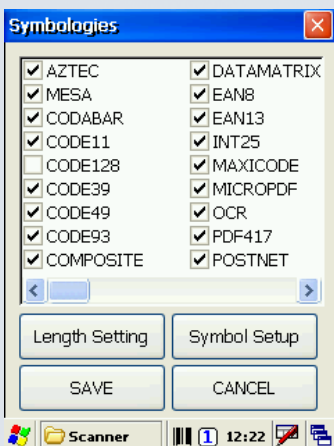 Symbologies
AZTEC
MESA
CODABAR
CODE11
CODE128
CODE39
CODE49
CODE93
COMPOSITE
DATAMATRIX
EAN8
EAN13
INT25
MAXICODE
MICROPDF
OCR
PDF417
POSTNET
Length Setting
Symbol Setup
SAVE
CANCEL
Scanner 1 12:22